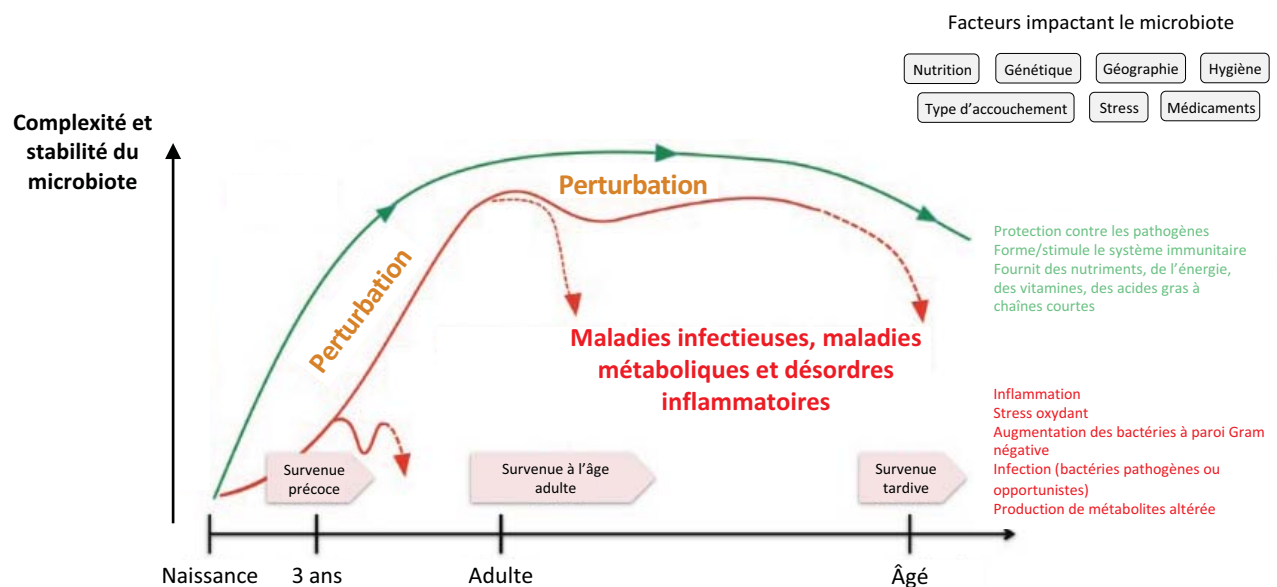 Facteurs impactant le microbiote
Nutrition
Génétique
Géographie
Hygiène
Type d'accouchement
Stress
Médicaments
Complexité et
stabilité du
microbiote
Perturbation
Perturbation
Protection contre les pathogènes
Forme/stimule le système immunitaire
Fournit des nutriments, de l'énergie,
des vitamines, des acides gras à
chaînes courtes
Maladies infectieuses, maladies
métaboliques et désordres
inflammatoires
Inflammation
Stress oxydant
Augmentation des bactéries à paroi Gram
négative
Infection (bactéries pathogènes ou
opportunistes)
Production de métabolites altérée
Survenue
précoce
Survenue à l'âge
adulte
Survenue
tardive
Naissance
3 ans
Adulte
Âgé